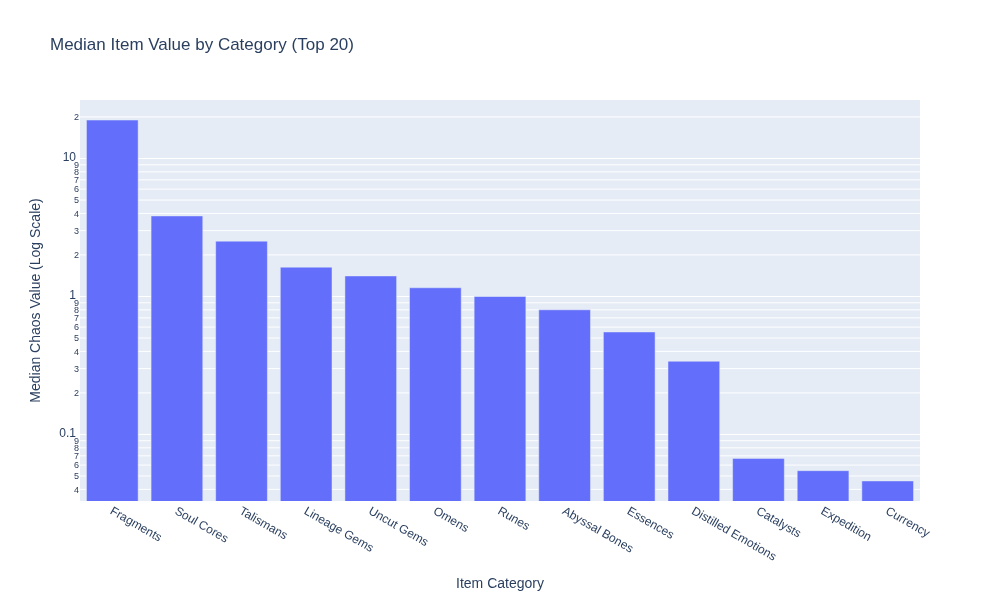 Median Item Value by Category (Top 20)
Median Chaos Value (Log Scale)
2
10
9
8
7
6
5
4
3
2
1
9
8
7
6
5
4
3
2
0.1
9
8
7
6
5
4
Fragments
Soul Cores
Talismans
Lineage Gems
Uncut Gems
Omens
Runes
Abyssal Bones
Essences
Distilled Emotions
Catalysts
Expedition
Currency
Item Category